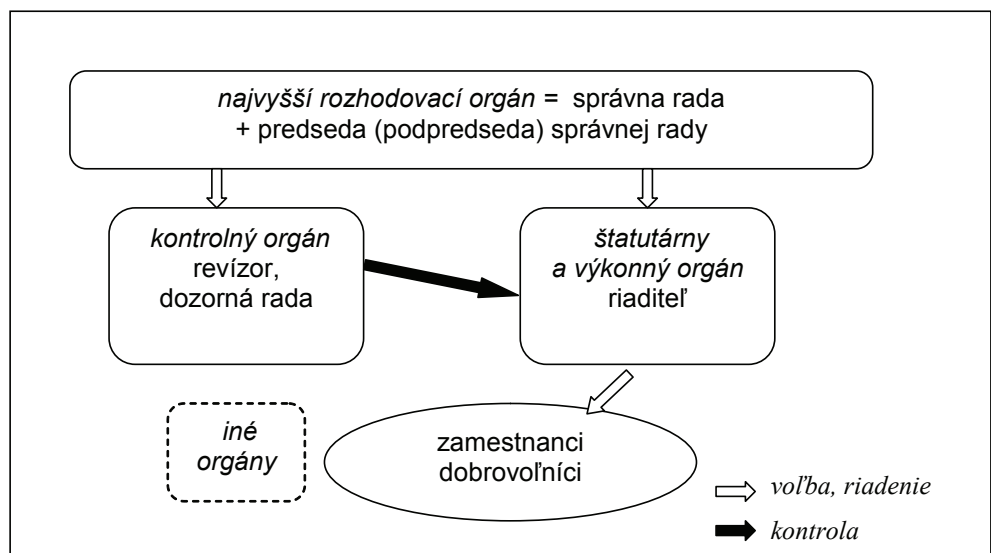 najvyšší rozhodovací orgán = správna rada
+ predseda (podpredseda) správnej rady
kontrolný orgán
revízor,
dozorná rada
štatutárny
a výkonný orgán
riaditeľ
iné
orgány
zamestnanci
dobrovoľníci
voľba, riadenie
kontrola